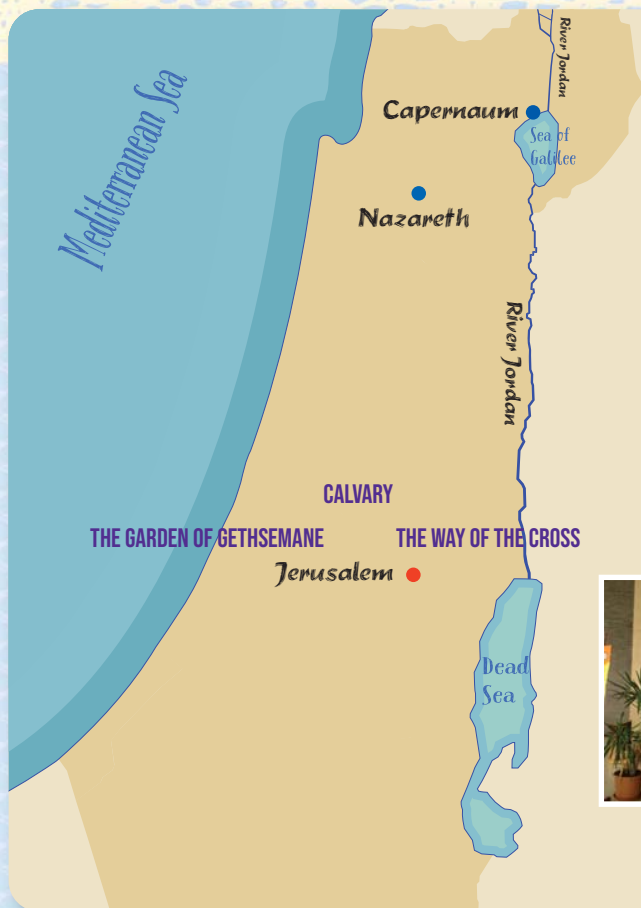 River Jordan
Capernaum
Sea of
Galilee
Mediterranean Sea
Nazareth
River Jordan
CALVARY
THE GARDEN OF GETHSEMANE
THE WAY OF THE CROSS
Jerusalem
Dead
Sea